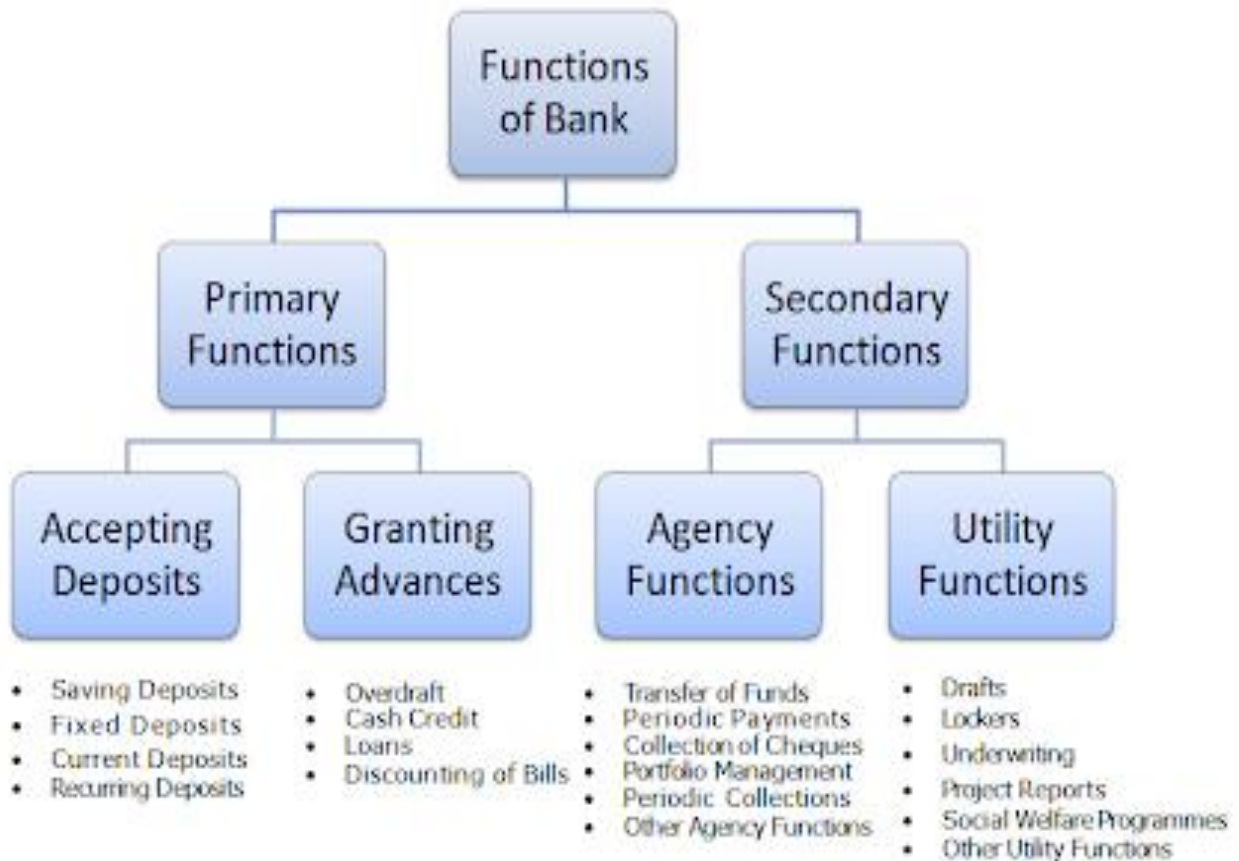 Functions
of Bank
Primary
Functions
Secondary
Functions
Accepting
Deposits
Granting
Advances
Agency
Functions
Utility
Functions
• Saving Deposits
• Fixed Deposits
• Current Deposits
• Recurring Deposits
• Overdraft
• Cash Credit
• Loans
• Discounting of Bills
• Transfer of Funds
• Periodic Payments
• Collection of Cheques
• Portfolio Management
• Periodic Collections
• Other Agency Functions
• Drafts
• Lockers
• Underwriting
• Project Reports
• Social Welfare Programmes
• Other Utility Functions